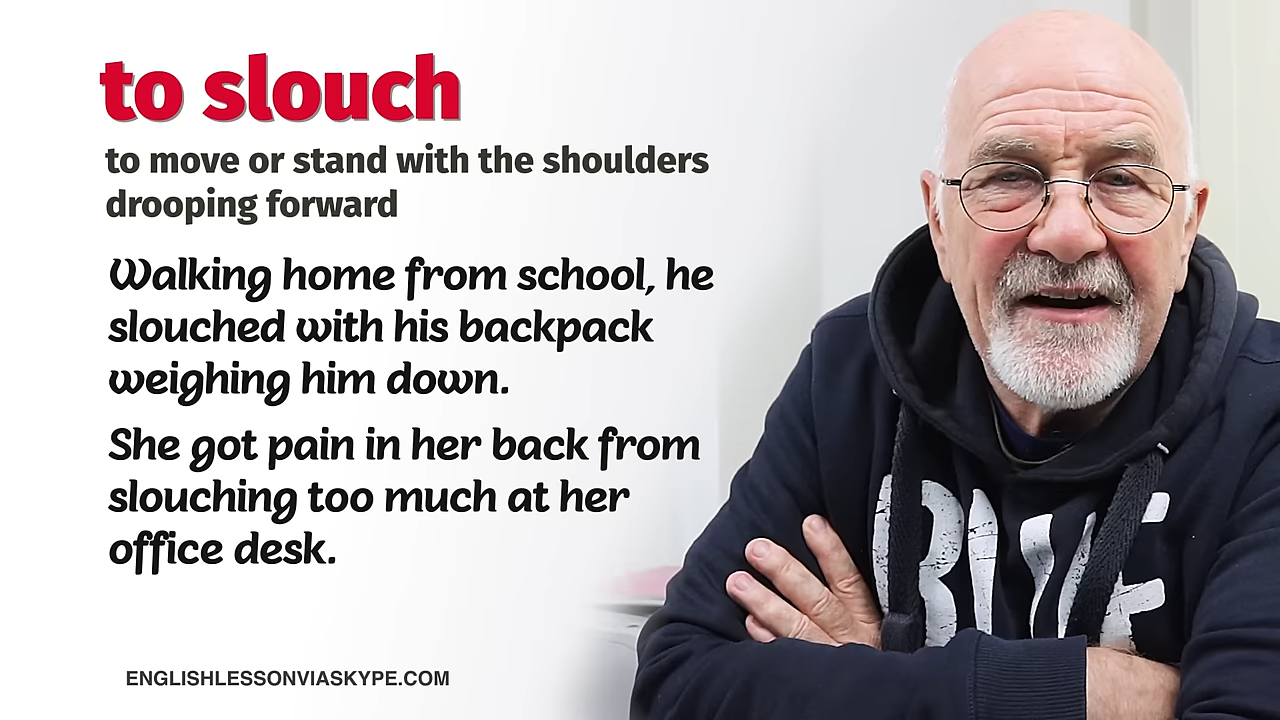 to slouch
to move or stand with the shoulders
drooping forward
Walking home from school, he
slouched with his backpack
weighing him down.
She got pain in her back from
slouching too much at her
office desk.
ENGLISHLESSONVIASKYPE.COM